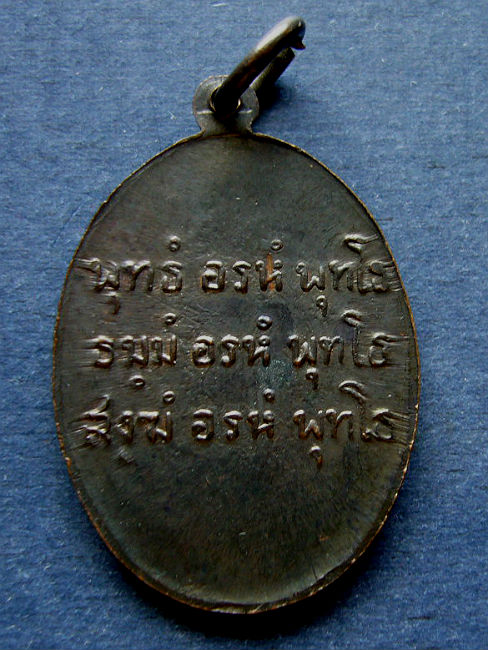 พุทธํ อรหํ พุทโธ
ธมฺมํ อรหํ พุทโธ
สงฺฆํ อรหํ พุทโธ